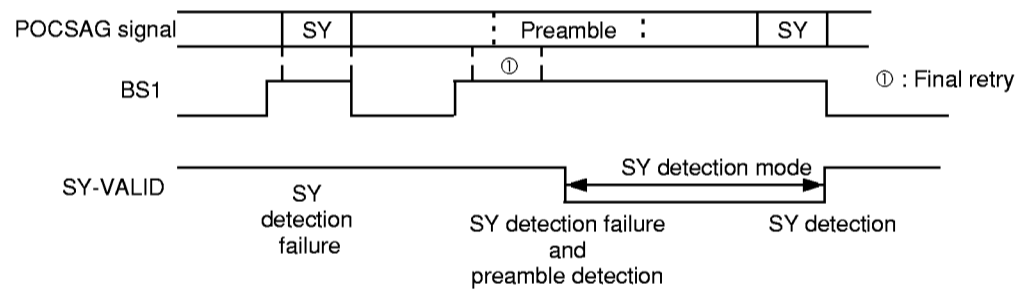 POCSAG signal SY Preamble SY
①
BS1
① : Final retry
SY-VALID
SY detection mode
SY
detection
failure
SY detection failure
and
preamble detection
SY detection